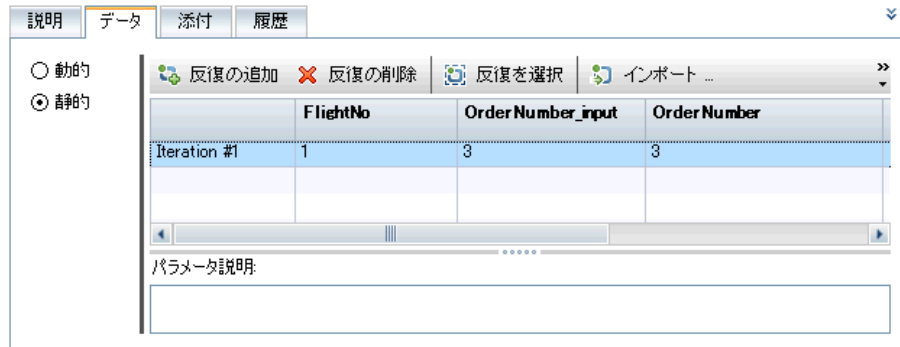 説明 データ 添付 履歴
動的
静的
反復の追加 反復の削除 反復を選択 インポート ...
FlightNo OrderNumber_input OrderNumber
Iteration #1 1 3 3
パラメータ説明: